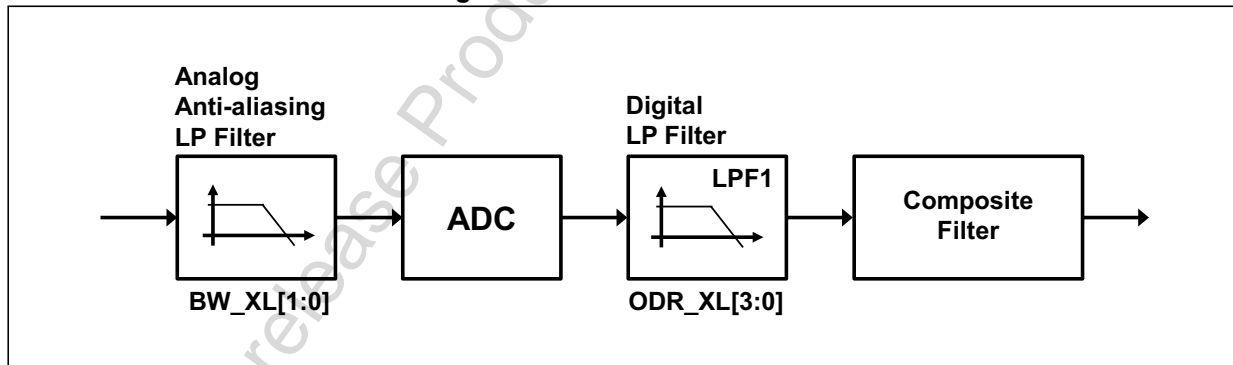 Analog
Anti-aliasing
LP Filter
Digital
LP Filter
LPF1
ADC
Composite
Filter
BW_XL[1:0]
ODR_XL[3:0]